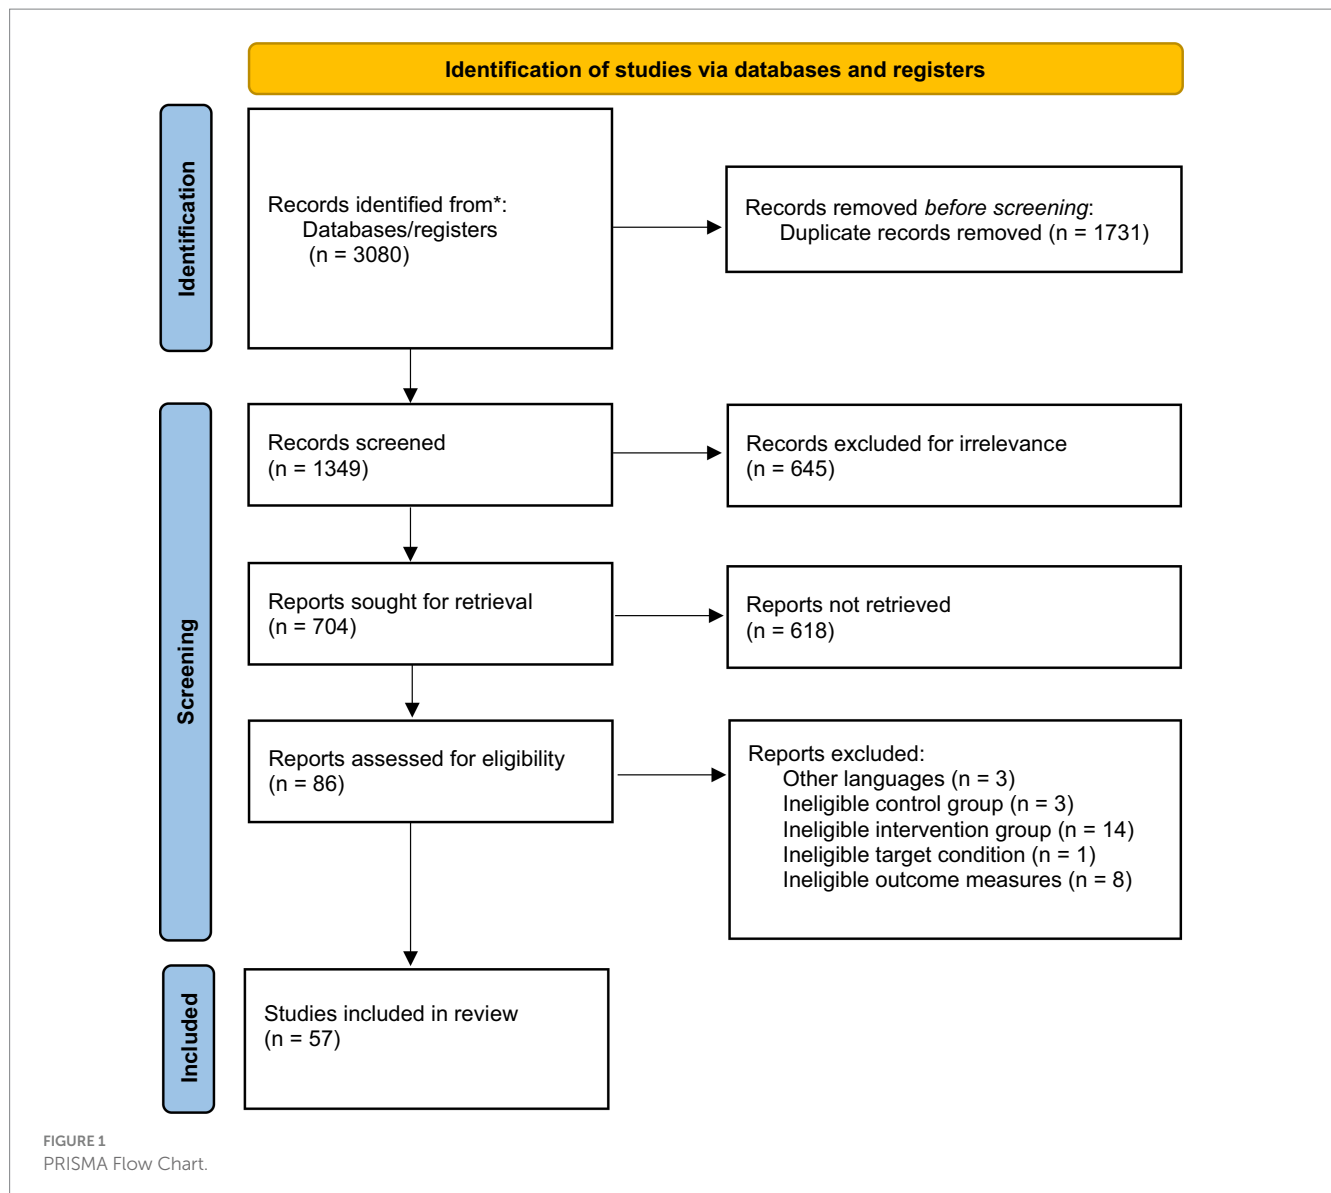 Identification of studies via databases and registers
Identification
Records identified from*:
Databases/registers
(n = 3080)
Records removed before screening:
Duplicate records removed (n = 1731)
Screening
Records screened
(n = 1349)
Records excluded for irrelevance
(n = 645)
Reports sought for retrieval
(n = 704)
Reports not retrieved
(n = 618)
Reports assessed for eligibility
(n = 86)
Reports excluded:
Other languages (n = 3)
Ineligible control group (n = 3)
Ineligible intervention group (n = 14)
Ineligible target condition (n = 1)
Ineligible outcome measures (n = 8)
Included
Studies included in review
(n = 57)
FIGURE 1
PRISMA Flow Chart.